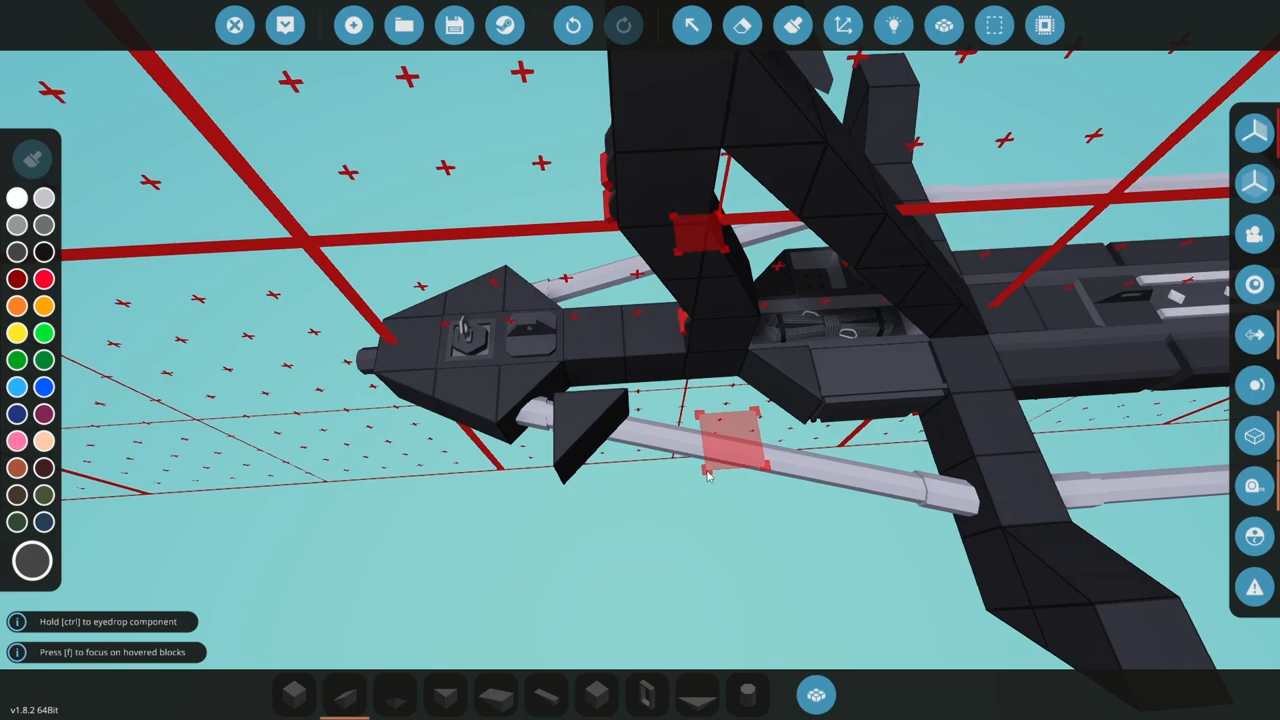 Hold [ctrl] to eyedrop component
Press [f] to focus on hovered blocks
v1.8.2 64Bit